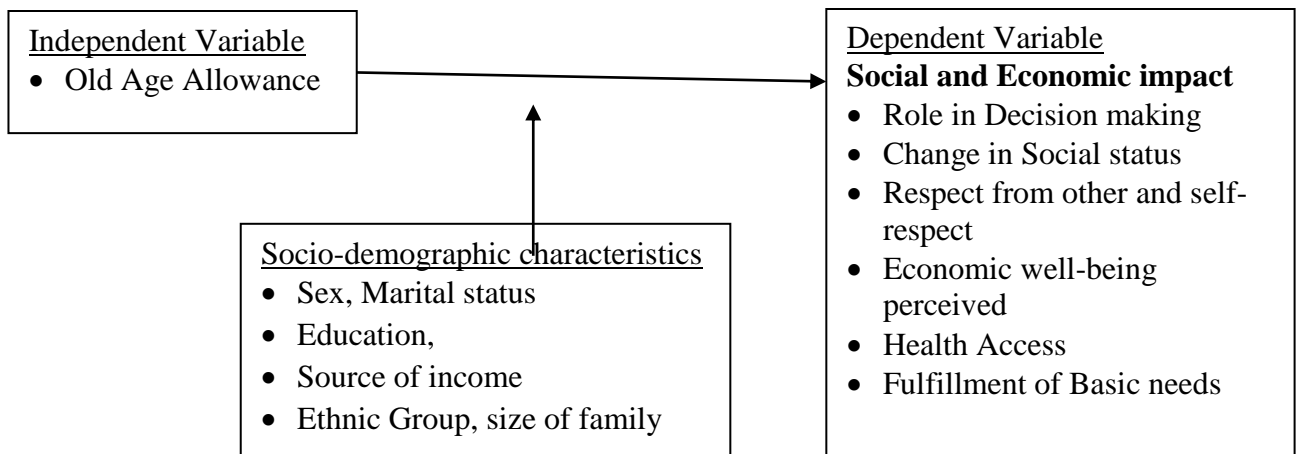 Independent Variable
• Old Age Allowance
Dependent Variable
Social and Economic impact
• Role in Decision making
• Change in Social status
• Respect from other and self-
respect
• Economic well-being
perceived
• Health Access
• Fulfillment of Basic needs
Socio-demographic characteristics
• Sex, Marital status
• Education,
• Source of income
• Ethnic Group, size of family